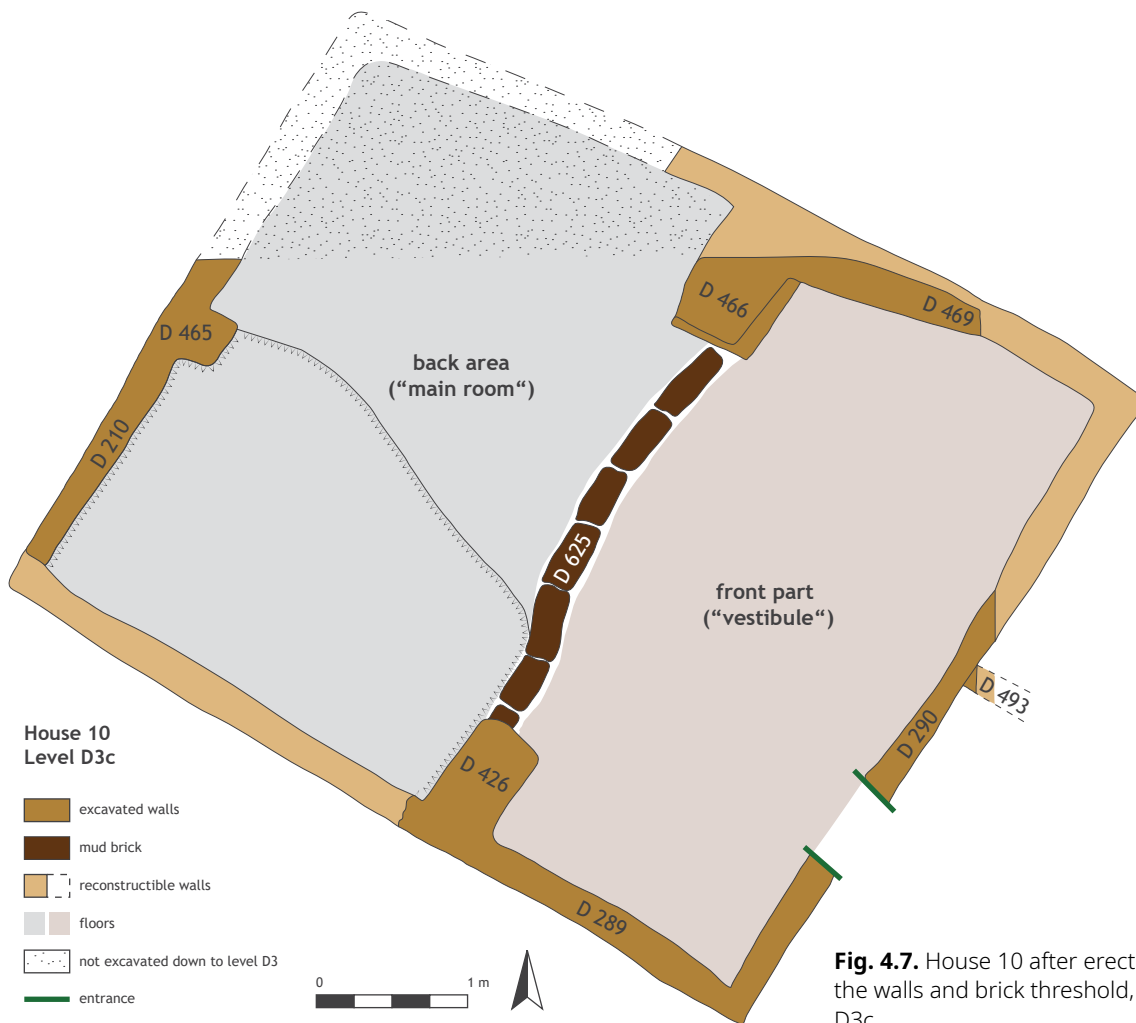 D 466
D 469
D 465
back area
(“main room“)
D 210
D 625
front part
(“vestibule“)
D 493
D 290
D 426
D 289
House 10
Level D3c
excavated walls
mud brick
reconstructible walls
floors
not excavated down to level D3
entrance
0 1 m
Fig. 4.7. House 10 after erect
the walls and brick threshold,
D3c